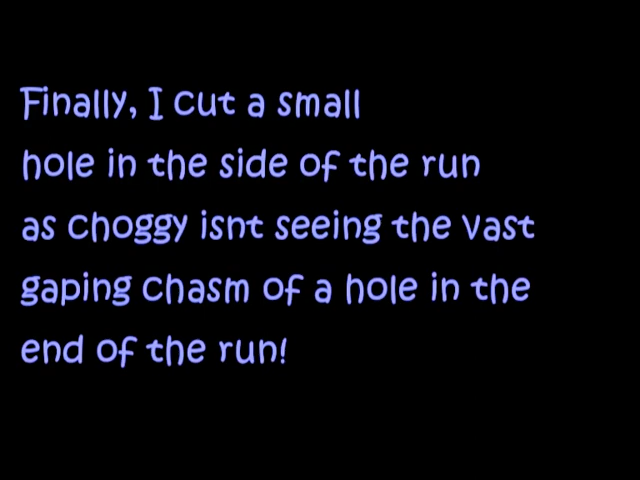 Finally, I cut a small
hole in the side of the run
as choggy isnt seeing the vast
gaping chasm of a hole in the
end of the run!